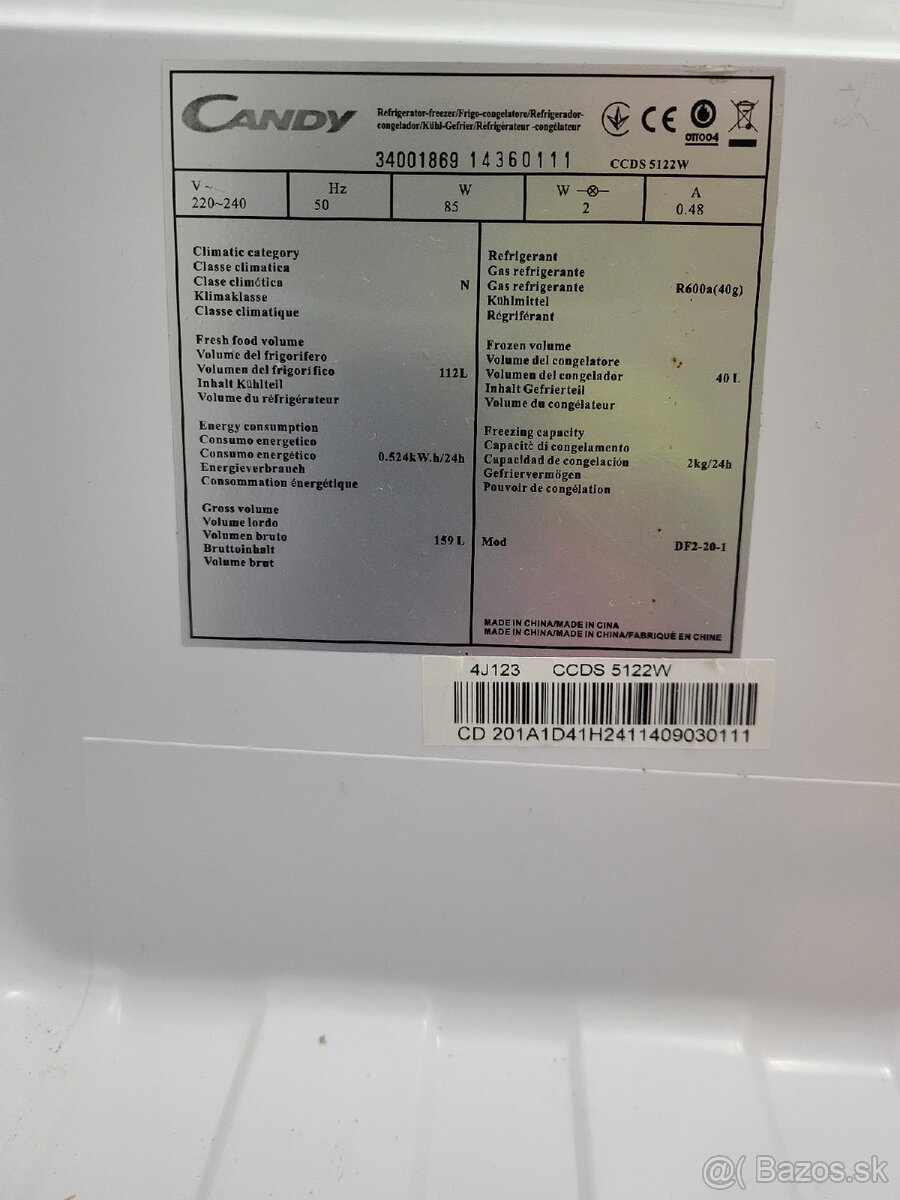 CANDY
Refrigerator-freezer/Frigo-congelatore/Refrigerador-
congelador/Kühl-Gefrier/Réfrigérateur -congélateur
34001869 14360111
CCDS 5122W
CE
V~ Hz W W A
220~240 50 85 2 0.48
Climatic category
Classe climatica
Clase climótica
Klimaklasse
Classe climatique
N
Fresh food volume
Volume del frigorifero
Volumen del frigorifico
Inhalt Kühlteil
Volume du réfrigérateur
112L
Energy consumption
Consumo energetico
Consumo energético
Energieverbrauch
Consommation énergétique
0.524kW.h/24h
Gross volume
Volume lordo
Volumen bruto
Bruttoinhalt
Volume brut
159 L
Refrigerant
Gas refrigerante
Gas refrigerante
Kühlmittel
Régriférant
R600a(40g)
Frozen volume
Volume del congelatore
Volumen del congelador
Inhalt Gefrierteil
Volume du congélateur
40 L
Freezing capacity
Capacitè di congelamento
Capacidad de congelación
Gefriervermögen
Pouvoir de congélation
2kg/24h
Mod DF2-20-1
MADE IN CHINA/MADE IN CINA
MADE IN CHINA/MADE IN CHINA/FABRIQUÉ EN CHINE
4J123 CCDS 5122W
CD 201A1D41H2411409030111
@( Bazos.sk